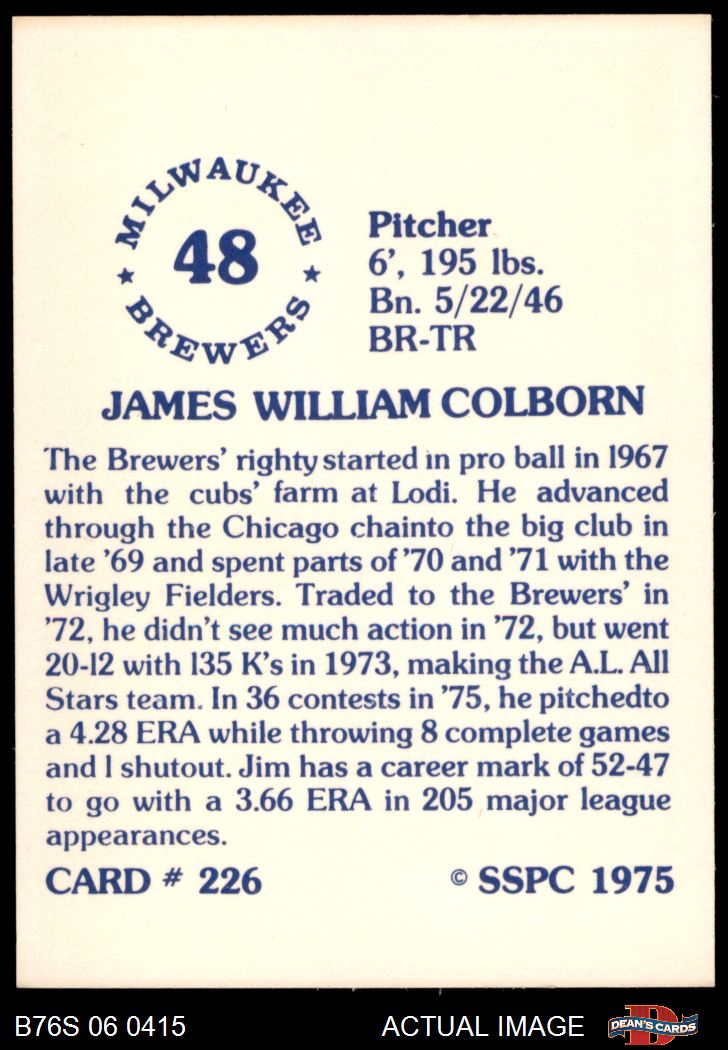 MILWAUKEE
48
★ BREWERS ★
Pitcher
6', 195 lbs.
Bn. 5/22/46
BR-TR
JAMES WILLIAM COLBORN
The Brewers' righty started in pro ball in 1967
with the cubs' farm at Lodi. He advanced
through the Chicago chainto the big club in
late '69 and spent parts of '70 and '71 with the
Wrigley Fielders. Traded to the Brewers' in
'72, he didn't see much action in '72, but went
20-12 with 135 K's in 1973, making the A.L. All
Stars team. In 36 contests in '75, he pitchedto
a 4.28 ERA while throwing 8 complete games
and 1 shutout. Jim has a career mark of 52-47
to go with a 3.66 ERA in 205 major league
appearances.
CARD # 226 © SSPC 1975
B76S 06 0415 ACTUAL IMAGE D DEAN'S CARDS